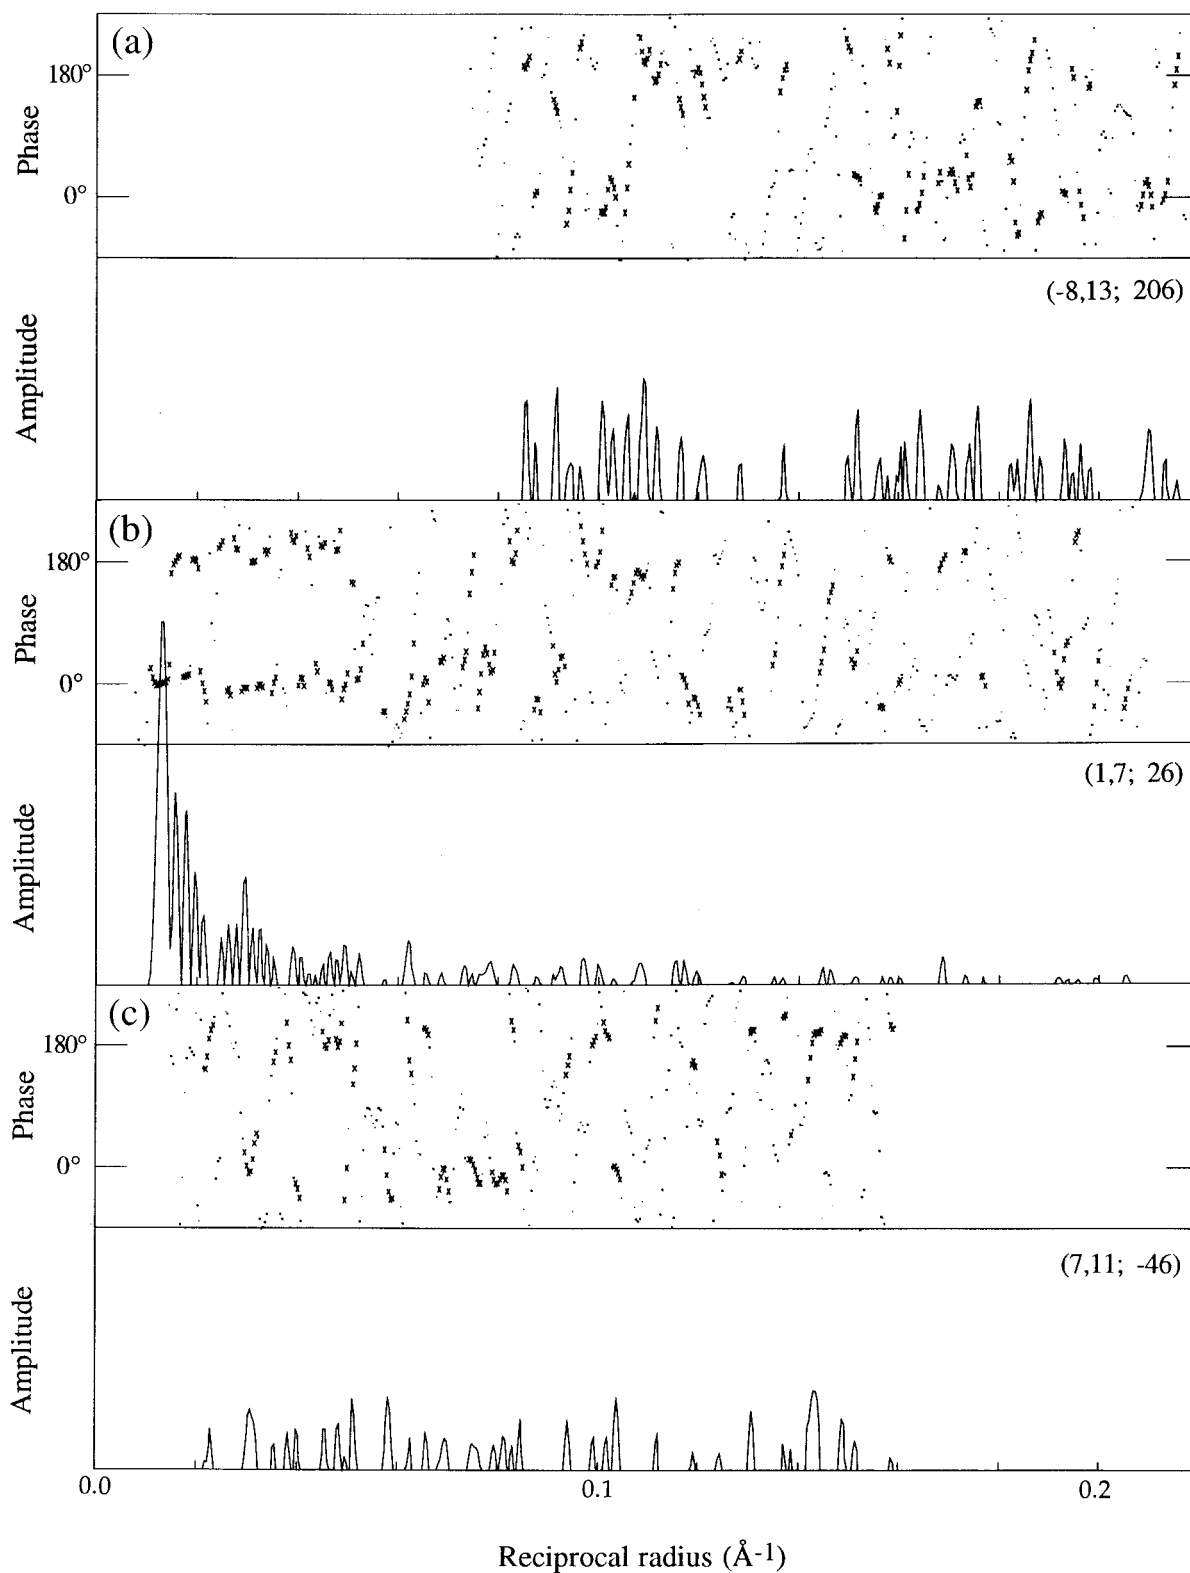 (a)
180°
Phase
0°
(-8,13; 206)
Amplitude
(b)
180°
Phase
0°
(1,7; 26)
Amplitude
(c)
180°
Phase
0°
(7,11; -46)
Amplitude
0.0 0.1 0.2
Reciprocal radius (Å-1)